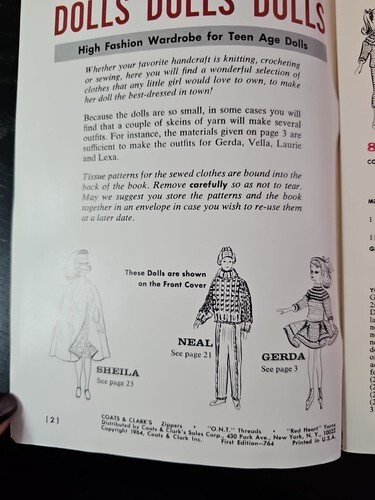 DOLLS DOLLS DOLLS
High Fashion Wardrobe for Teen Age Dolls
Whether your favorite handcraft is knitting, crocheting
or sewing, here you will find a wonderful selection of
clothes that any little girl would love to own, to make
her doll the best-dressed in town!
Because the dolls are so small, in some cases you will
find that a couple of skeins of yarn will make several
outfits. For instance, the materials given on page 3 are
sufficient to make the outfits for Gerda, Vella, Laurie
and Lexa.
Tissue patterns for the sewed clothes are bound into the
back of the book. Remove carefully so as not to tear.
May we suggest you store the patterns and the book
together in an envelope in case you wish to re-use them
at a later date.
These Dolls are shown
on the Front Cover
NEAL
See page 21
GERDA
See page 3
SHEILA
See page 23
[2]
COATS & CLARK'S Zippers • "O.N.T." Threads • "Red Heart" Yarns
Distributed by Coats & Clark's Sales Corp., 430 Park Ave., New York, N. Y., 10022
Copyright 1964, Coats & Clark Inc. First Edition—764 Printed in U.S.A.